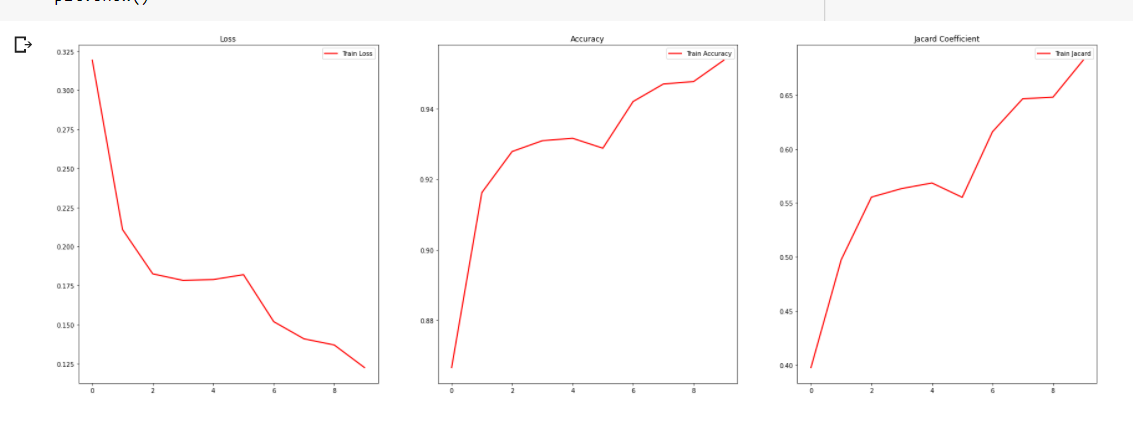 plt.show()
Loss
Train Loss
0.325
0.300
0.275
0.250
0.225
0.200
0.175
0.150
0.125
0 2 4 6 8
Accuracy
Train Accuracy
0.94
0.92
0.90
0.88
0 2 4 6 8
Jacard Coefficient
Train Jacard
0.65
0.60
0.55
0.50
0.45
0.40
0 2 4 6 8